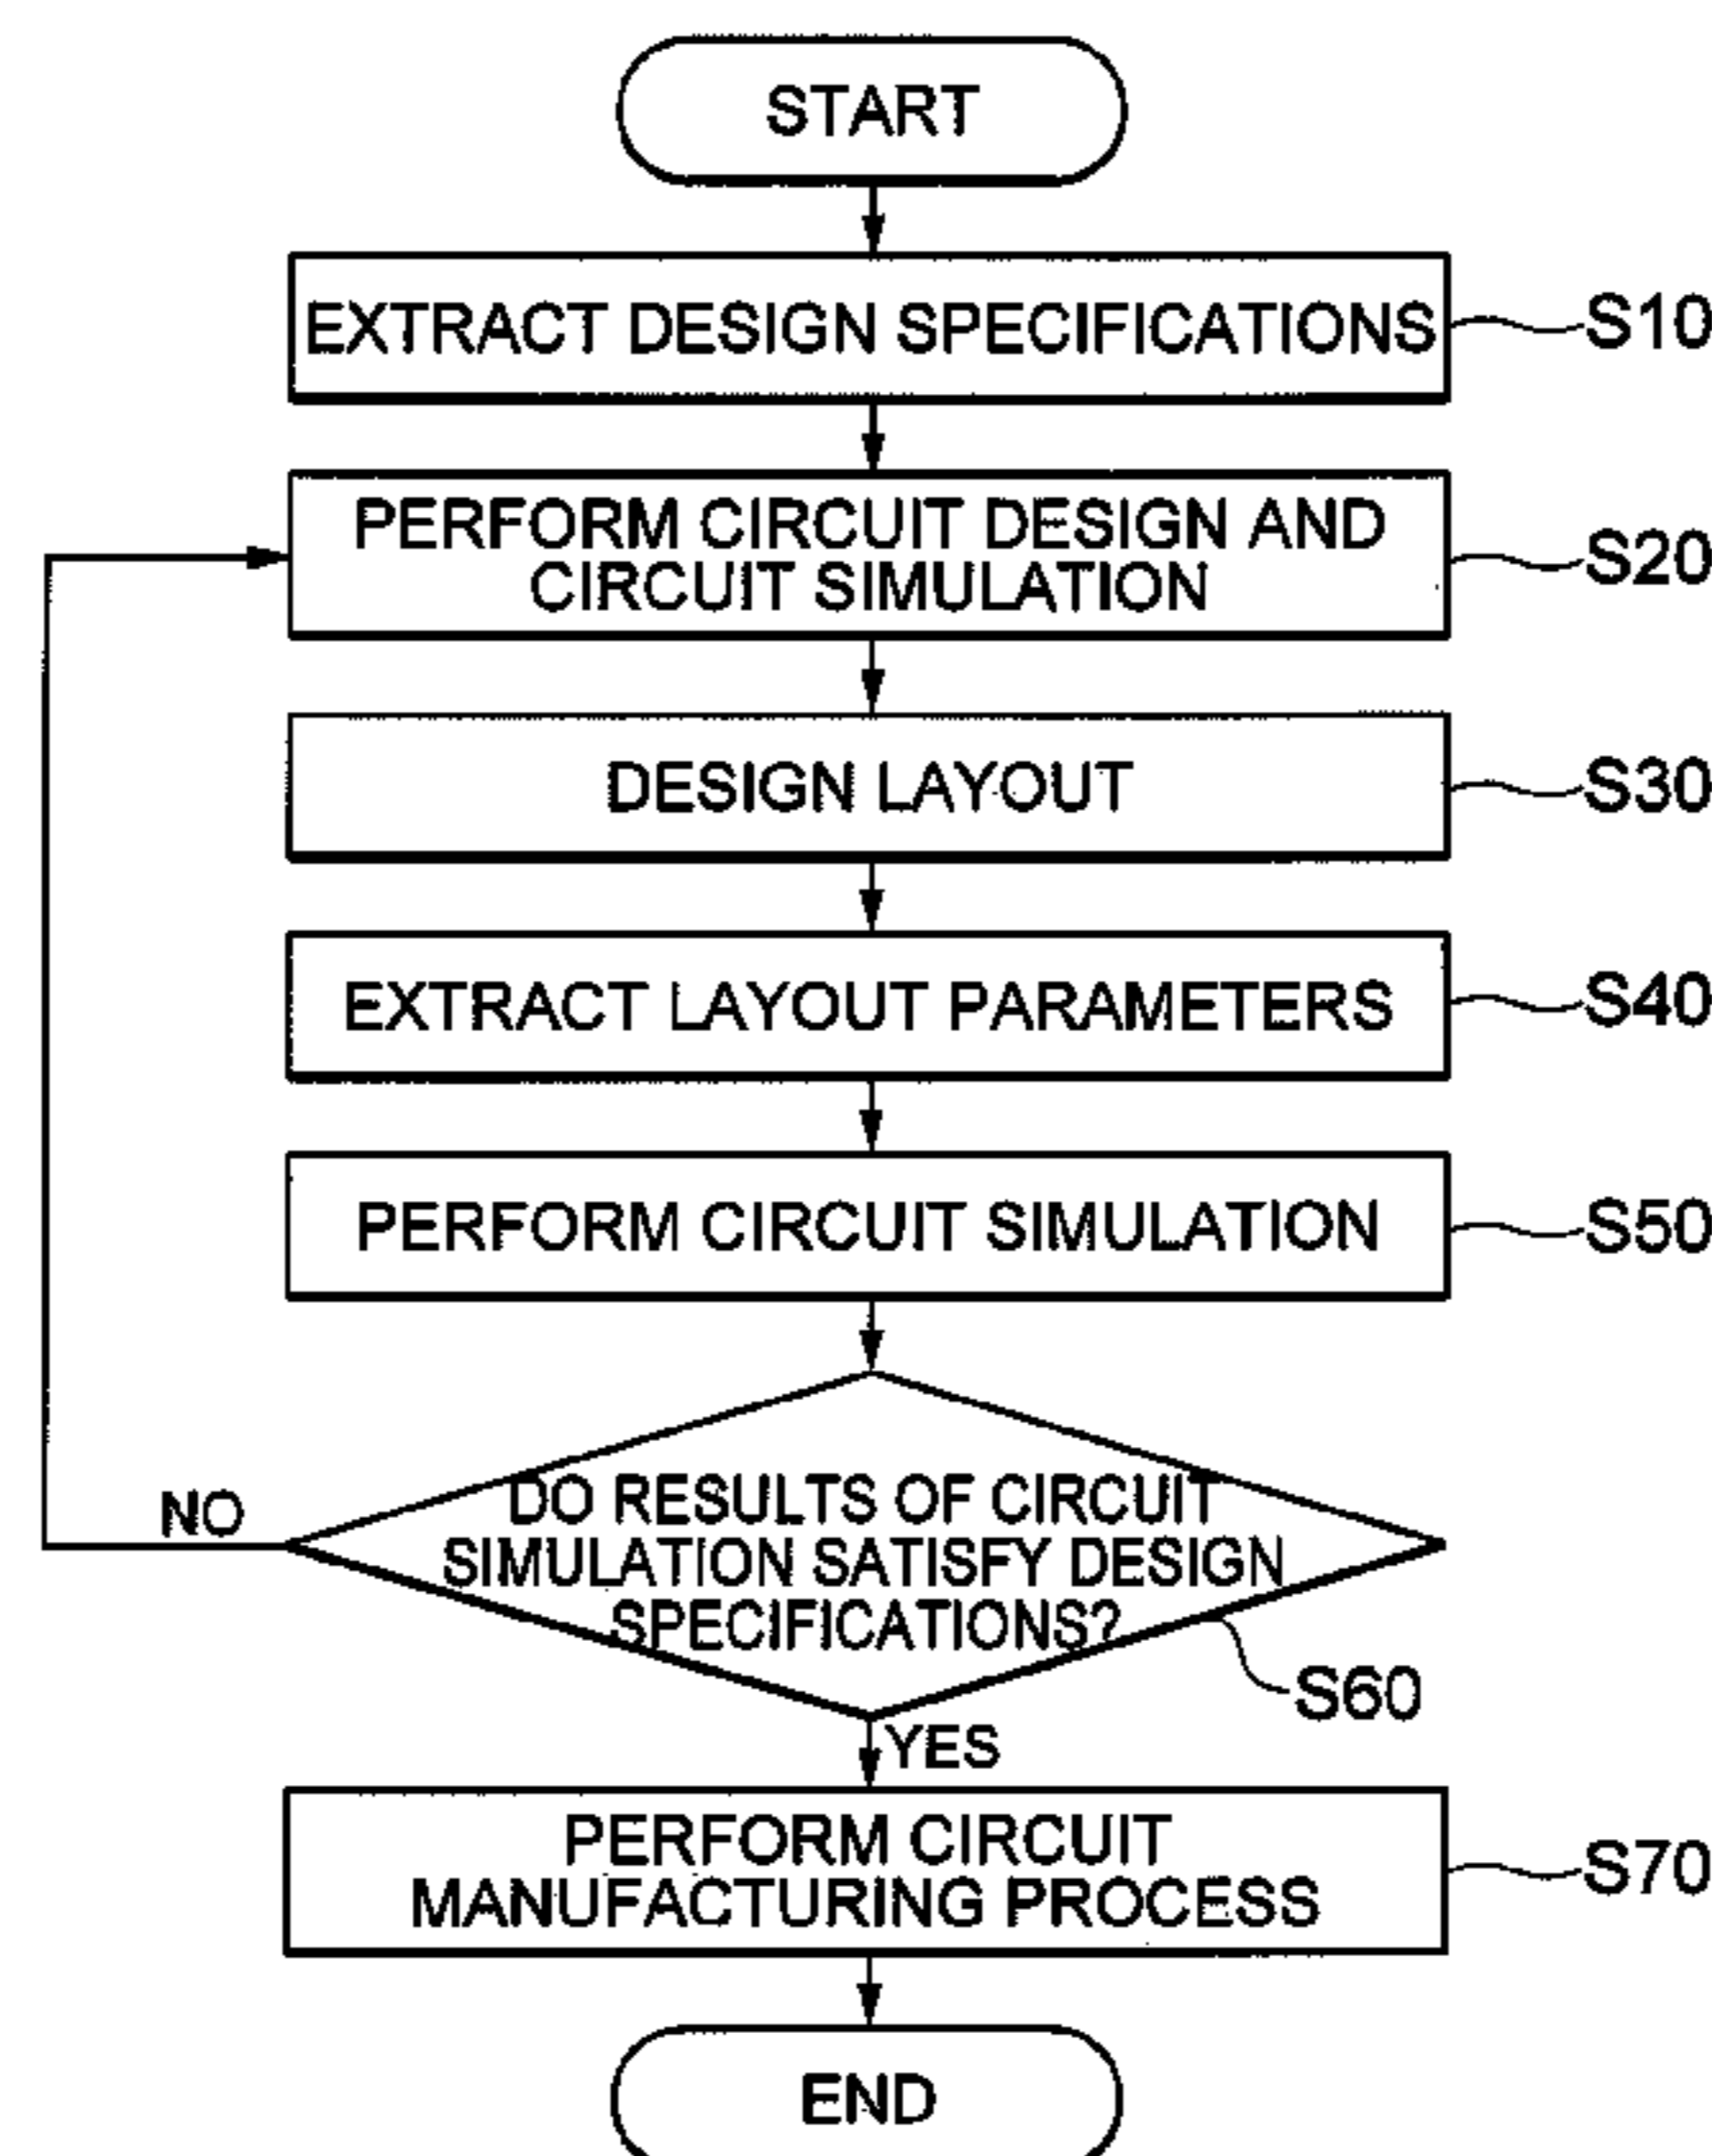 START
EXTRACT DESIGN SPECIFICATIONS
S10
PERFORM CIRCUIT DESIGN AND
CIRCUIT SIMULATION
S20
DESIGN LAYOUT
S30
EXTRACT LAYOUT PARAMETERS
S40
PERFORM CIRCUIT SIMULATION
S50
DO RESULTS OF CIRCUIT
SIMULATION SATISFY DESIGN
SPECIFICATIONS?
NO
S60
YES
PERFORM CIRCUIT
MANUFACTURING PROCESS
S70
END